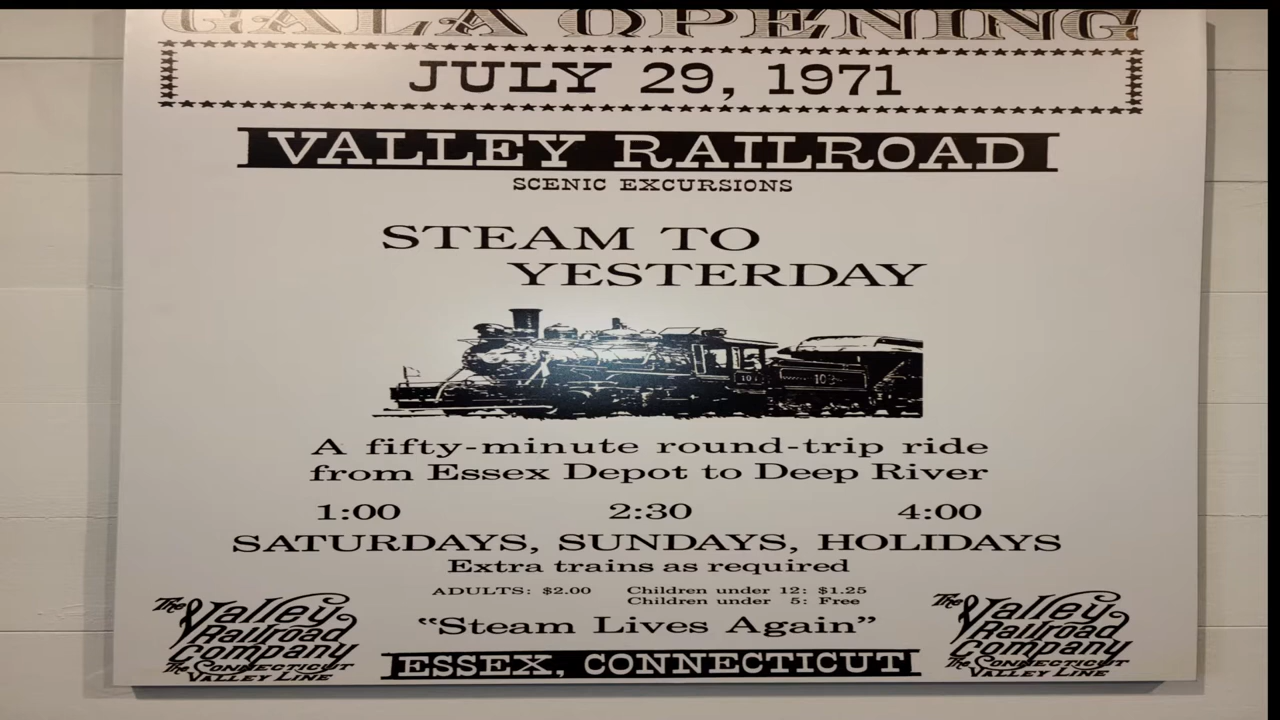 GALA OPENING
JULY 29, 1971
VALLEY RAILROAD
SCENIC EXCURSIONS
STEAM TO
YESTERDAY
103
A fifty-minute round-trip ride
from Essex Depot to Deep River
1:00 2:30 4:00
SATURDAYS, SUNDAYS, HOLIDAYS
Extra trains as required
ADULTS: $2.00 Children under 12: $1.25
Children under 5: Free
“Steam Lives Again”
ESSEX, CONNECTICUT
The Valley
Railroad
Company
The CONNECTICUT
VALLEY LINE
The Valley
Railroad
Company
The CONNECTICUT
VALLEY LINE